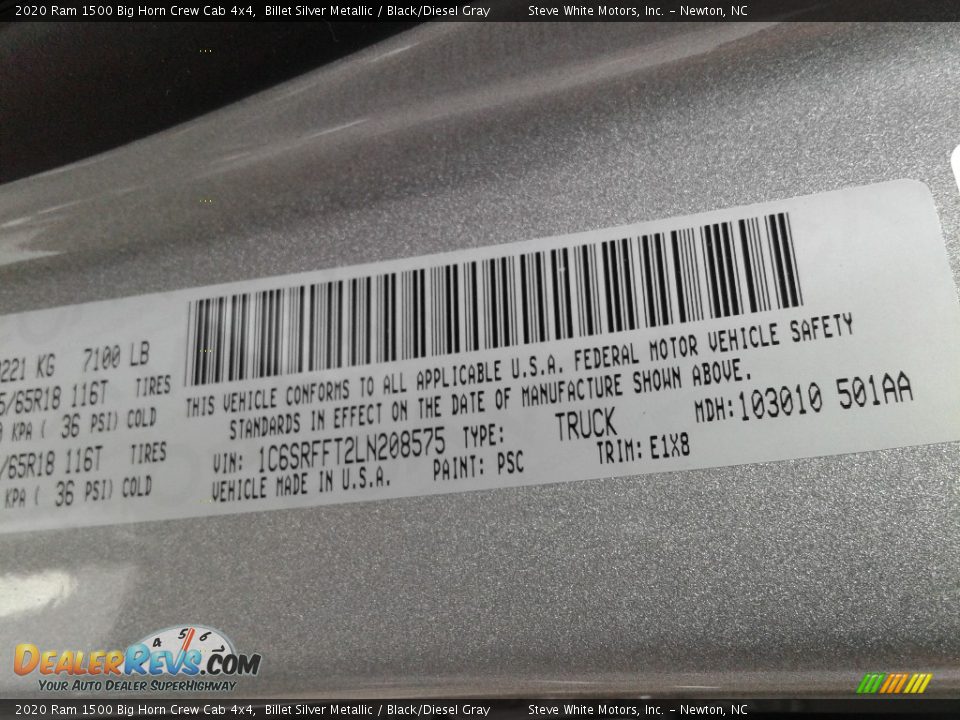 2020 Ram 1500 Big Horn Crew Cab 4x4, Billet Silver Metallic / Black/Diesel Gray Steve White Motors, Inc. - Newton, NC
221 KG 7100 LB
/65R18 116T TIRES
KPA ( 36 PSI) COLD
/65R18 116T TIRES
KPA ( 36 PSI) COLD
THIS VEHICLE CONFORMS TO ALL APPLICABLE U.S.A. FEDERAL MOTOR VEHICLE SAFETY
STANDARDS IN EFFECT ON THE DATE OF MANUFACTURE SHOWN ABOVE.
VIN: 1C6SRFFT2LN208575 TYPE: TRUCK MDH: 103010 501AA
VEHICLE MADE IN U.S.A. PAINT: PSC TRIM: E1X8
4 5 6
DEALERREVS.COM
YOUR AUTO DEALER SUPERHIGHWAY
2020 Ram 1500 Big Horn Crew Cab 4x4, Billet Silver Metallic / Black/Diesel Gray Steve White Motors, Inc. - Newton, NC